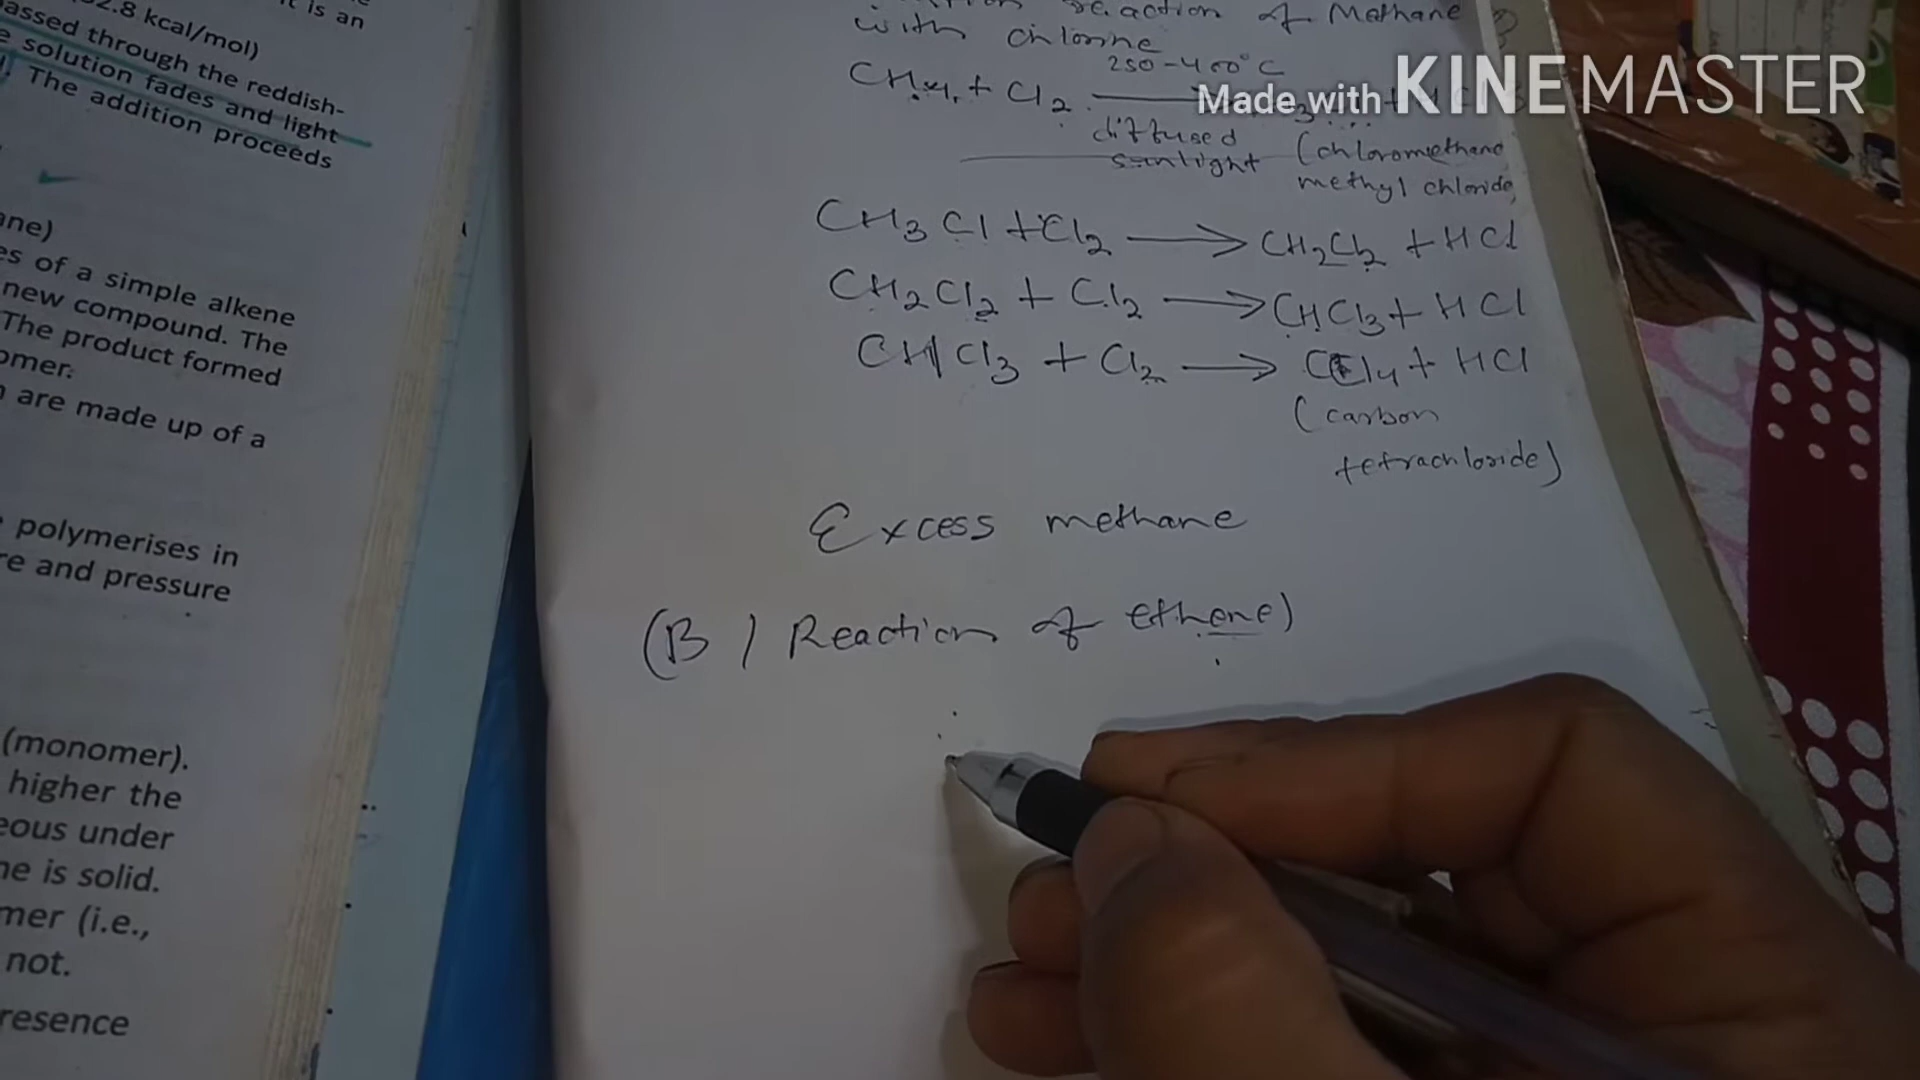 is an
2.8 kcal/mol)
assed through the reddish-
e solution fades and light
. The addition proceeds
ane)
es of a simple alkene
new compound. The
The product formed
omer.
are made up of a
polymerises in
re and pressure
(monomer).
higher the
eous under
ne is solid.
mer (i.e.,
not.
resence
reaction of Methane
with chlorine
250-400°C
CH4 + Cl2
diffused
sunlight
(chloromethane
methyl chloride)
CH3Cl + Cl2 → CH2Cl2 + HCl
CH2Cl2 + Cl2 → CHCl3 + HCl
CHCl3 + Cl2 → CCl4 + HCl
(carbon
tetrachloride)
Excess methane
(B) Reaction of ethene)
Made with KINEMASTER